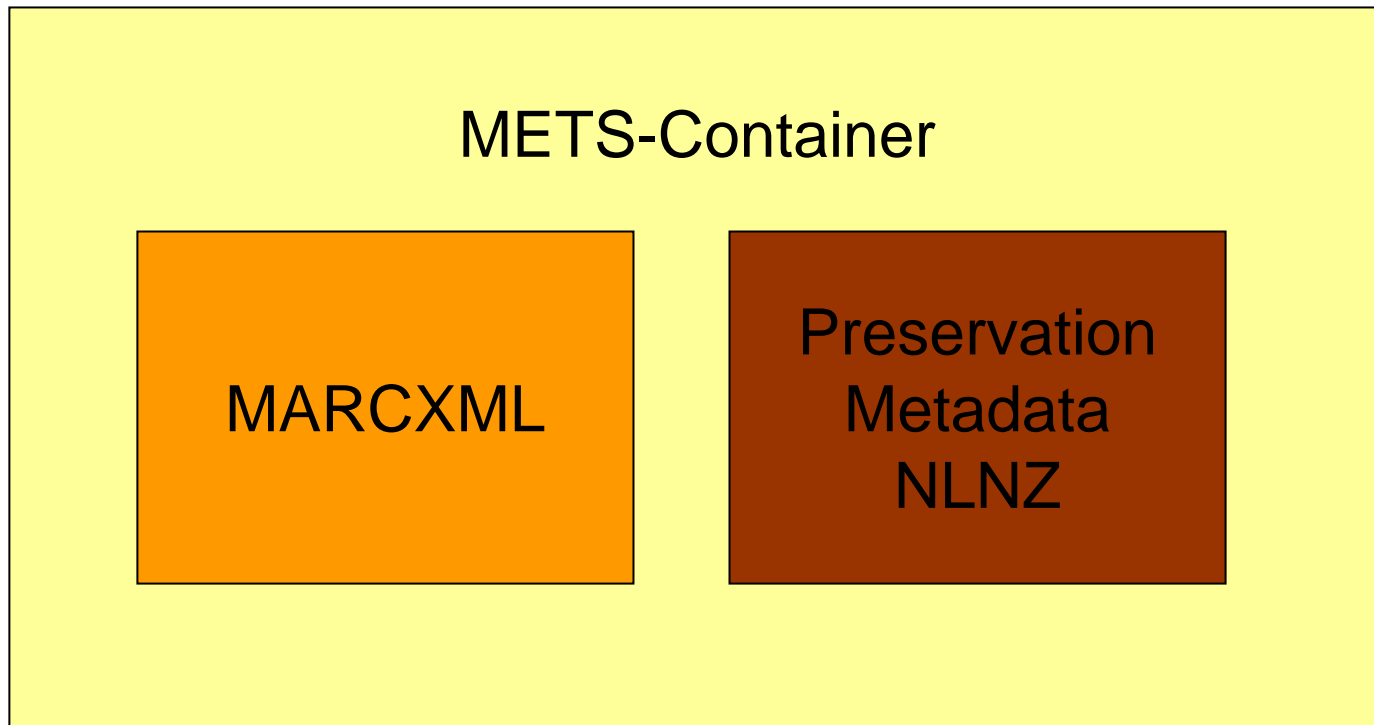 METS-Container
MARCXML
Preservation
Metadata
NLNZ